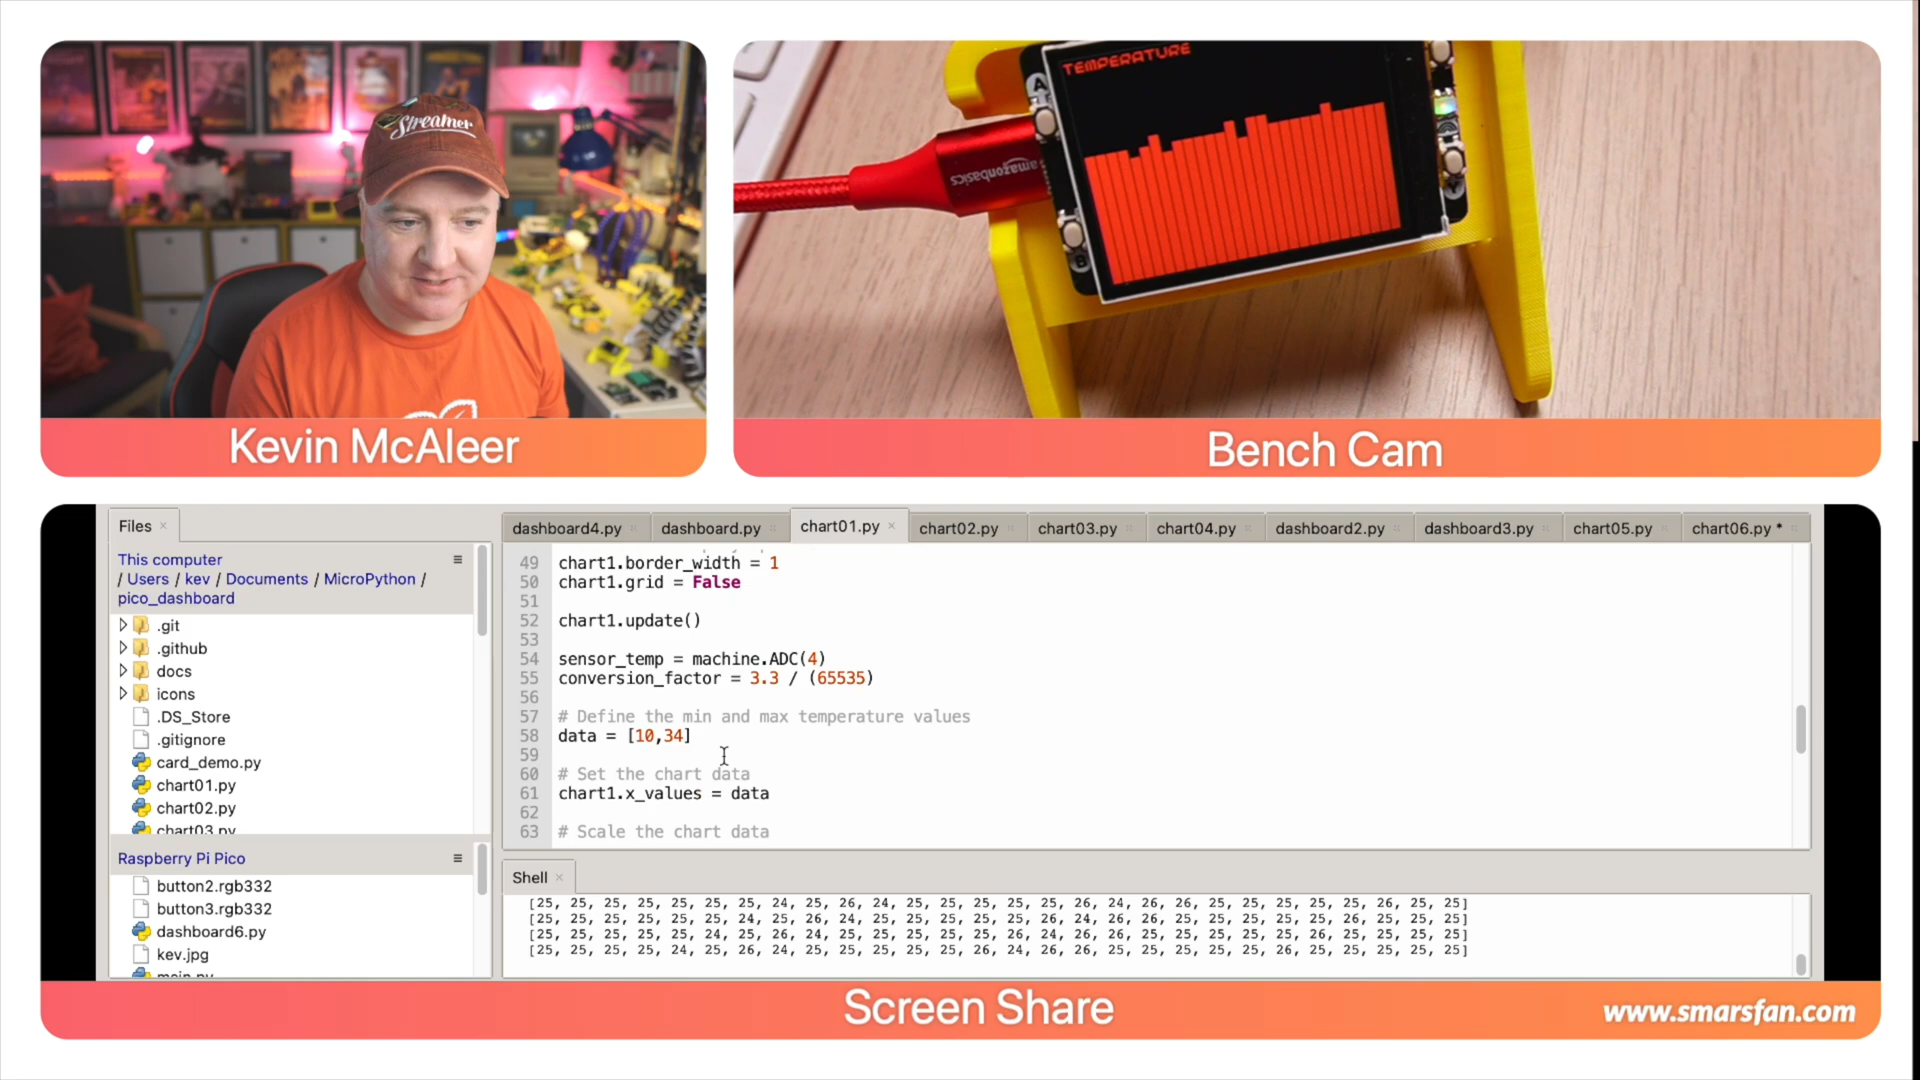 Streamer
TEMPERATURE
A
amazonbasics
B
Y
Kevin McAleer
Bench Cam
Files
This computer
/ Users / kev / Documents / MicroPython /
pico_dashboard
.git
.github
docs
icons
.DS_Store
.gitignore
card_demo.py
chart01.py
chart02.py
chart03.py
Raspberry Pi Pico
button2.rgb332
button3.rgb332
dashboard6.py
kev.jpg
main.py
dashboard4.py
dashboard.py
chart01.py
chart02.py
chart03.py
chart04.py
dashboard2.py
dashboard3.py
chart05.py
chart06.py *
49 chart1.border_width = 1
50 chart1.grid = False
51
52 chart1.update()
53
54 sensor_temp = machine.ADC(4)
55 conversion_factor = 3.3 / (65535)
56
57 # Define the min and max temperature values
58 data = [10,34]
59
60 # Set the chart data
61 chart1.x_values = data
62
63 # Scale the chart data
Shell
[25, 25, 25, 25, 25, 25, 25, 24, 25, 26, 24, 25, 25, 25, 25, 25, 26, 24, 26, 26, 25, 25, 25, 25, 25, 26, 25, 25]
[25, 25, 25, 25, 25, 25, 24, 25, 26, 24, 25, 25, 25, 25, 25, 26, 24, 26, 26, 25, 25, 25, 25, 25, 26, 25, 25, 25]
[25, 25, 25, 25, 25, 24, 25, 26, 24, 25, 25, 25, 25, 25, 26, 24, 26, 26, 25, 25, 25, 25, 25, 26, 25, 25, 25, 25]
[25, 25, 25, 25, 24, 25, 26, 24, 25, 25, 25, 25, 25, 26, 24, 26, 26, 25, 25, 25, 25, 25, 26, 25, 25, 25, 25, 25]
Screen Share
www.smarsfan.com